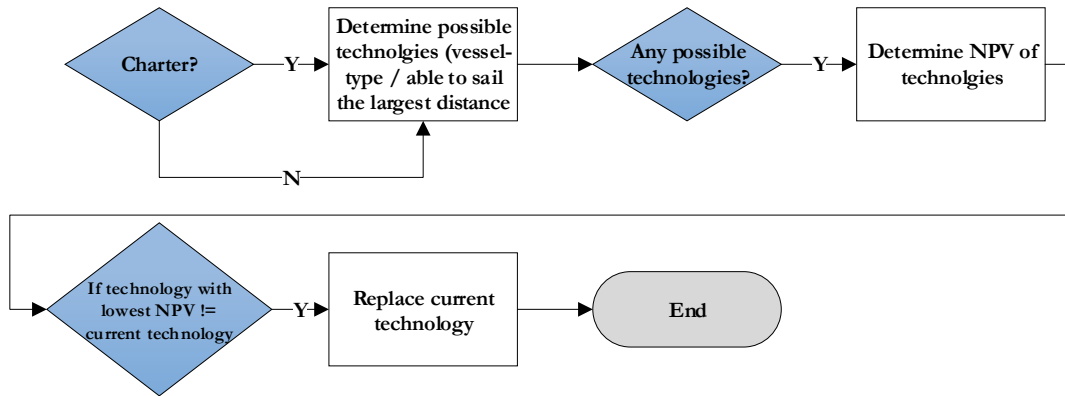 Charter?
Y
Determine possible
technolgies (vessel-
type / able to sail
the largest distance
Any possible
technologies?
Y
Determine NPV of
technolgies
N
If technology with
lowest NPV !=
current technology
Y
Replace current
technology
End